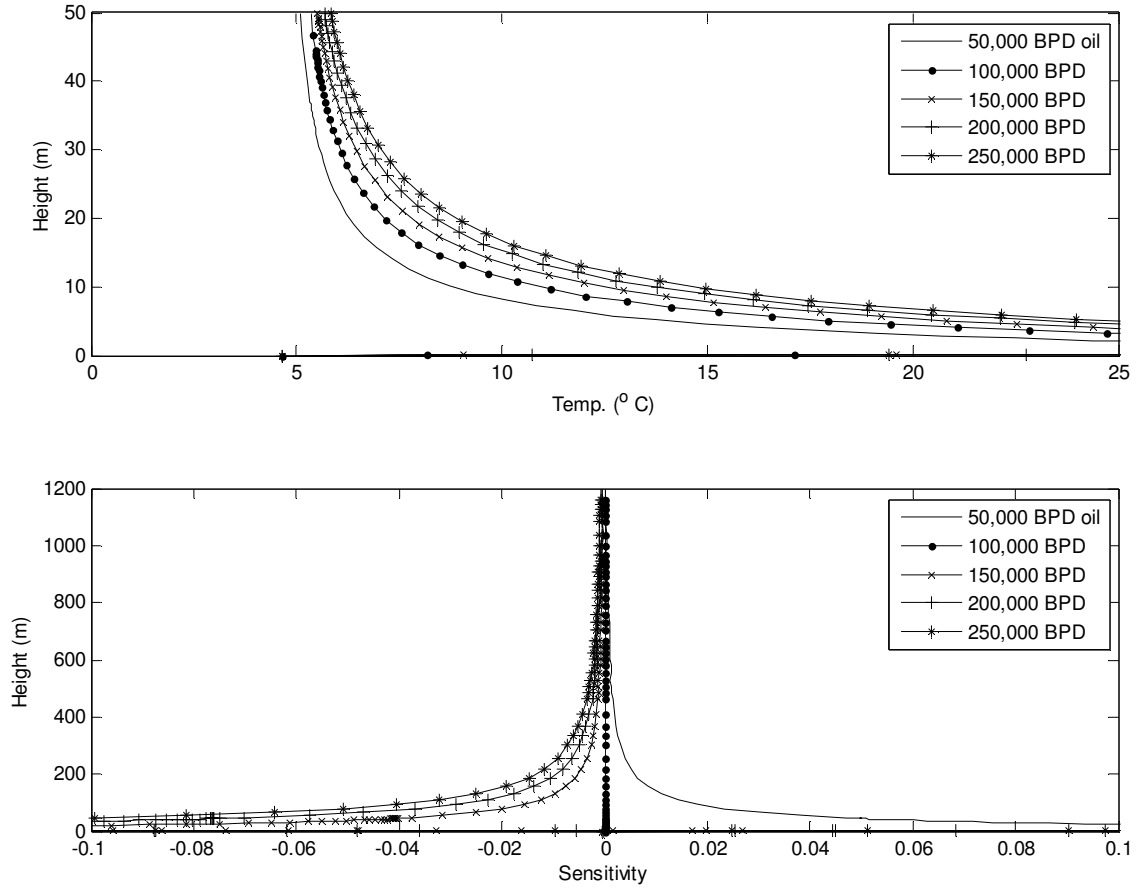 50
40
30
20
10
0
Height (m)
0
5
10
15
20
25
Temp. (° C)
50,000 BPD oil
100,000 BPD
150,000 BPD
200,000 BPD
250,000 BPD
1200
1000
800
600
400
200
0
Height (m)
-0.1
-0.08
-0.06
-0.04
-0.02
0
0.02
0.04
0.06
0.08
0.1
Sensitivity
50,000 BPD oil
100,000 BPD
150,000 BPD
200,000 BPD
250,000 BPD